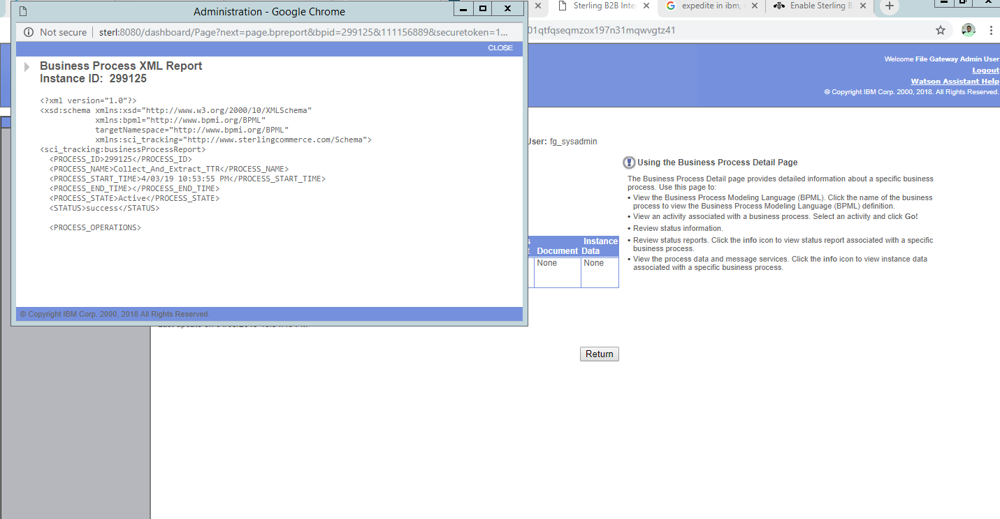 Administration - Google Chrome
Not secure | sterl:8080/dashboard/Page?next=page.bpreport&bpid=299125&111156889&securetoken=1...
CLOSE
Business Process XML Report
Instance ID: 299125
<?xml version="1.0"?>
<xsd:schema xmlns:xsd="http://www.w3.org/2000/10/XMLSchema"
xmlns:bpml="http://www.bpmi.org/BPML"
targetNamespace="http://www.bpmi.org/BPML"
xmlns:sci_tracking="http://www.sterlingcommerce.com/Schema">
<sci_tracking:businessProcessReport>
<PROCESS_ID>299125</PROCESS_ID>
<PROCESS_NAME>Collect_And_Extract_TTR</PROCESS_NAME>
<PROCESS_START_TIME>4/03/19 10:53:55 PM</PROCESS_START_TIME>
<PROCESS_END_TIME></PROCESS_END_TIME>
<PROCESS_STATE>Active</PROCESS_STATE>
<STATUS>success</STATUS>
<PROCESS_OPERATIONS>
© Copyright IBM Corp. 2000, 2018 All Rights Reserved.
Sterling B2B Inte
expedite in ibm,
Enable Sterling B
01qtfqseqmzox197n31mqwvgtz41
Welcome File Gateway Admin User
Logout
Watson Assistant Help
© Copyright IBM Corp. 2000, 2018. All Rights Reserved.
User: fg_sysadmin
Using the Business Process Detail Page
The Business Process Detail page provides detailed information about a specific business
process. Use this page to:
• View the Business Process Modeling Language (BPML). Click the name of the business
process to view the Business Process Modeling Language (BPML) definition.
• View an activity associated with a business process. Select an activity and click Go!
• Review status information.
• Review status reports. Click the info icon to view status report associated with a specific
business process.
• View the process data and message services. Click the info icon to view instance data
associated with a specific business process.
Instance
Document Data
None None
Return